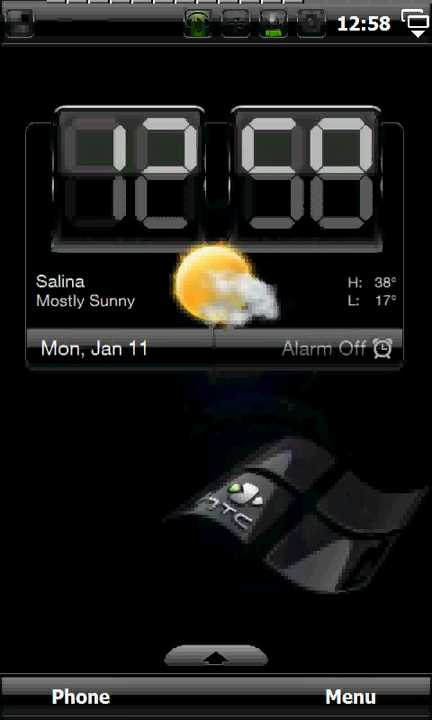 12:58
12 58
Salina
Mostly Sunny
H: 38°
L: 17°
Mon, Jan 11
Alarm Off
hTC
Phone
Menu